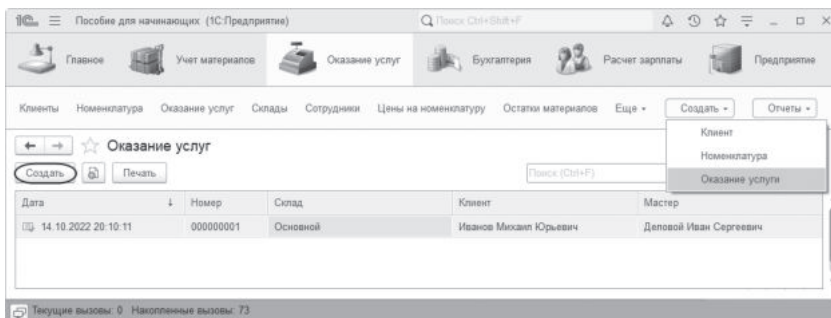 1С Пособие для начинающих (1С:Предприятие) Поиск Ctrl+Shift+F
Главное Учет материалов Оказание услуг Бухгалтерия Расчет зарплаты Предприятие
Клиенты Номенклатура Оказание услуг Склады Сотрудники Цены на номенклатуру Остатки материалов Еще Создать Отчеты
Клиент
Номенклатура
Оказание услуги
Оказание услуг
Создать Печать Поиск (Ctrl+F)
Дата ↓ Номер Склад Клиент Мастер
14.10.2022 20:10:11 000000001 Основной Иванов Михаил Юрьевич Деловой Иван Сергеевич
Текущие вызовы: 0 Накопленные вызовы: 73